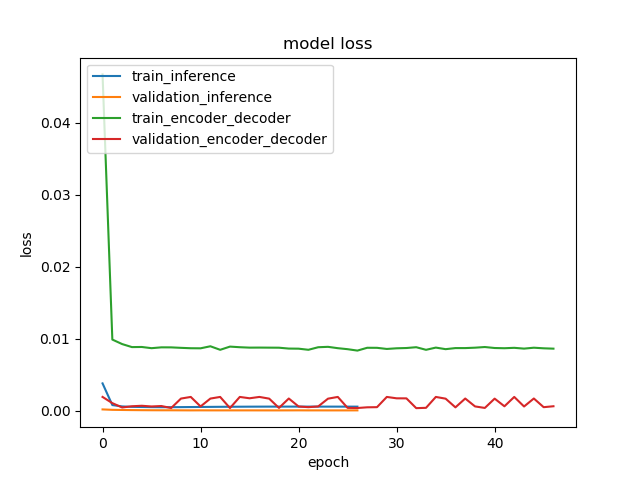 model loss
train_inference
validation_inference
train_encoder_decoder
validation_encoder_decoder
loss
0.04
0.03
0.02
0.01
0.00
0 10 20 30 40
epoch